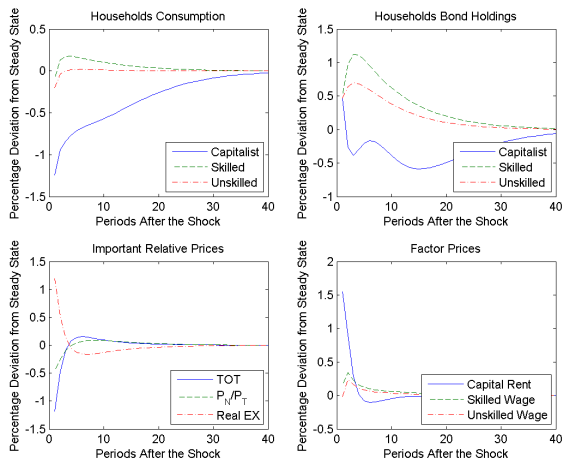 Households Consumption
Percentage Deviation from Steady State
0.5
0
-0.5
-1
-1.5
0
10
20
30
40
Periods After the Shock
Capitalist
Skilled
Unskilled
Households Bond Holdings
Percentage Deviation from Steady State
1.5
1
0.5
0
-0.5
-1
0
10
20
30
40
Periods After the Shock
Capitalist
Skilled
Unskilled
Important Relative Prices
Percentage Deviation from Steady State
1.5
1
0.5
0
-0.5
-1
-1.5
0
10
20
30
40
Periods After the Shock
TOT
P_N/P_T
Real EX
Factor Prices
Percentage Deviation from Steady State
2
1.5
1
0.5
0
-0.5
-1
0
10
20
30
40
Periods After the Shock
Capital Rent
Skilled Wage
Unskilled Wage